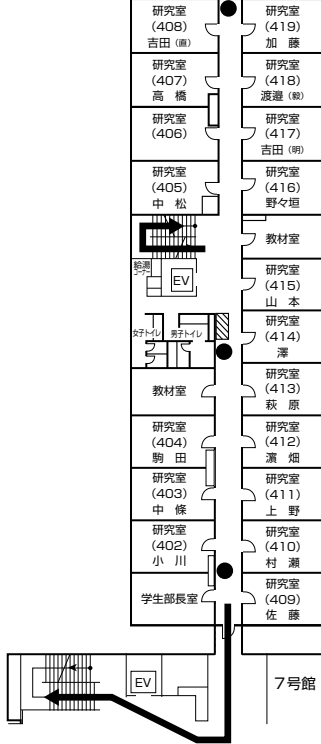 研究室
(408)
吉田(直)
研究室
(407)
高 橋
研究室
(406)
研究室
(405)
中 松
給湯
コーナー
EV
女子トイレ
男子トイレ
教材室
研究室
(404)
駒 田
研究室
(403)
中 條
研究室
(402)
小 川
学生部長室
研究室
(419)
加 藤
研究室
(418)
渡邉(毅)
研究室
(417)
吉田(明)
研究室
(416)
野々垣
教材室
研究室
(415)
山 本
研究室
(414)
澤
研究室
(413)
萩 原
研究室
(412)
濵 畑
研究室
(411)
上 野
研究室
(410)
村 瀬
研究室
(409)
佐 藤
EV
7号館